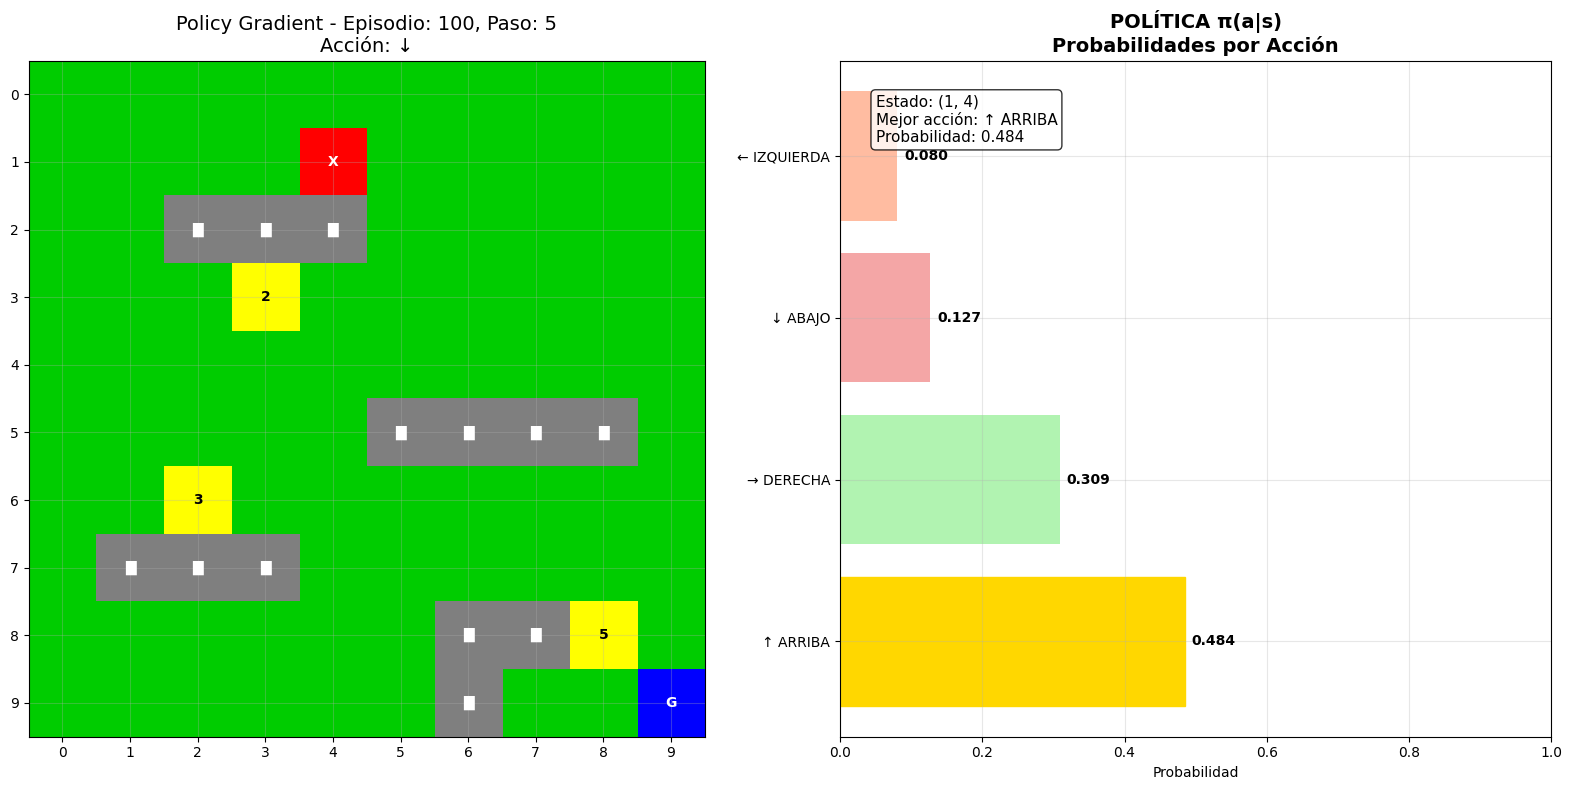 Policy Gradient - Episodio: 100, Paso: 5
Acción: ↓
0
1
2
3
4
5
6
7
8
9
X
2
3
5
G
0 1 2 3 4 5 6 7 8 9
POLÍTICA π(a|s)
Probabilidades por Acción
Estado: (1, 4)
Mejor acción: ↑ ARRIBA
Probabilidad: 0.484
← IZQUIERDA 0.080
↓ ABAJO 0.127
→ DERECHA 0.309
↑ ARRIBA 0.484
0.0 0.2 0.4 0.6 0.8 1.0
Probabilidad